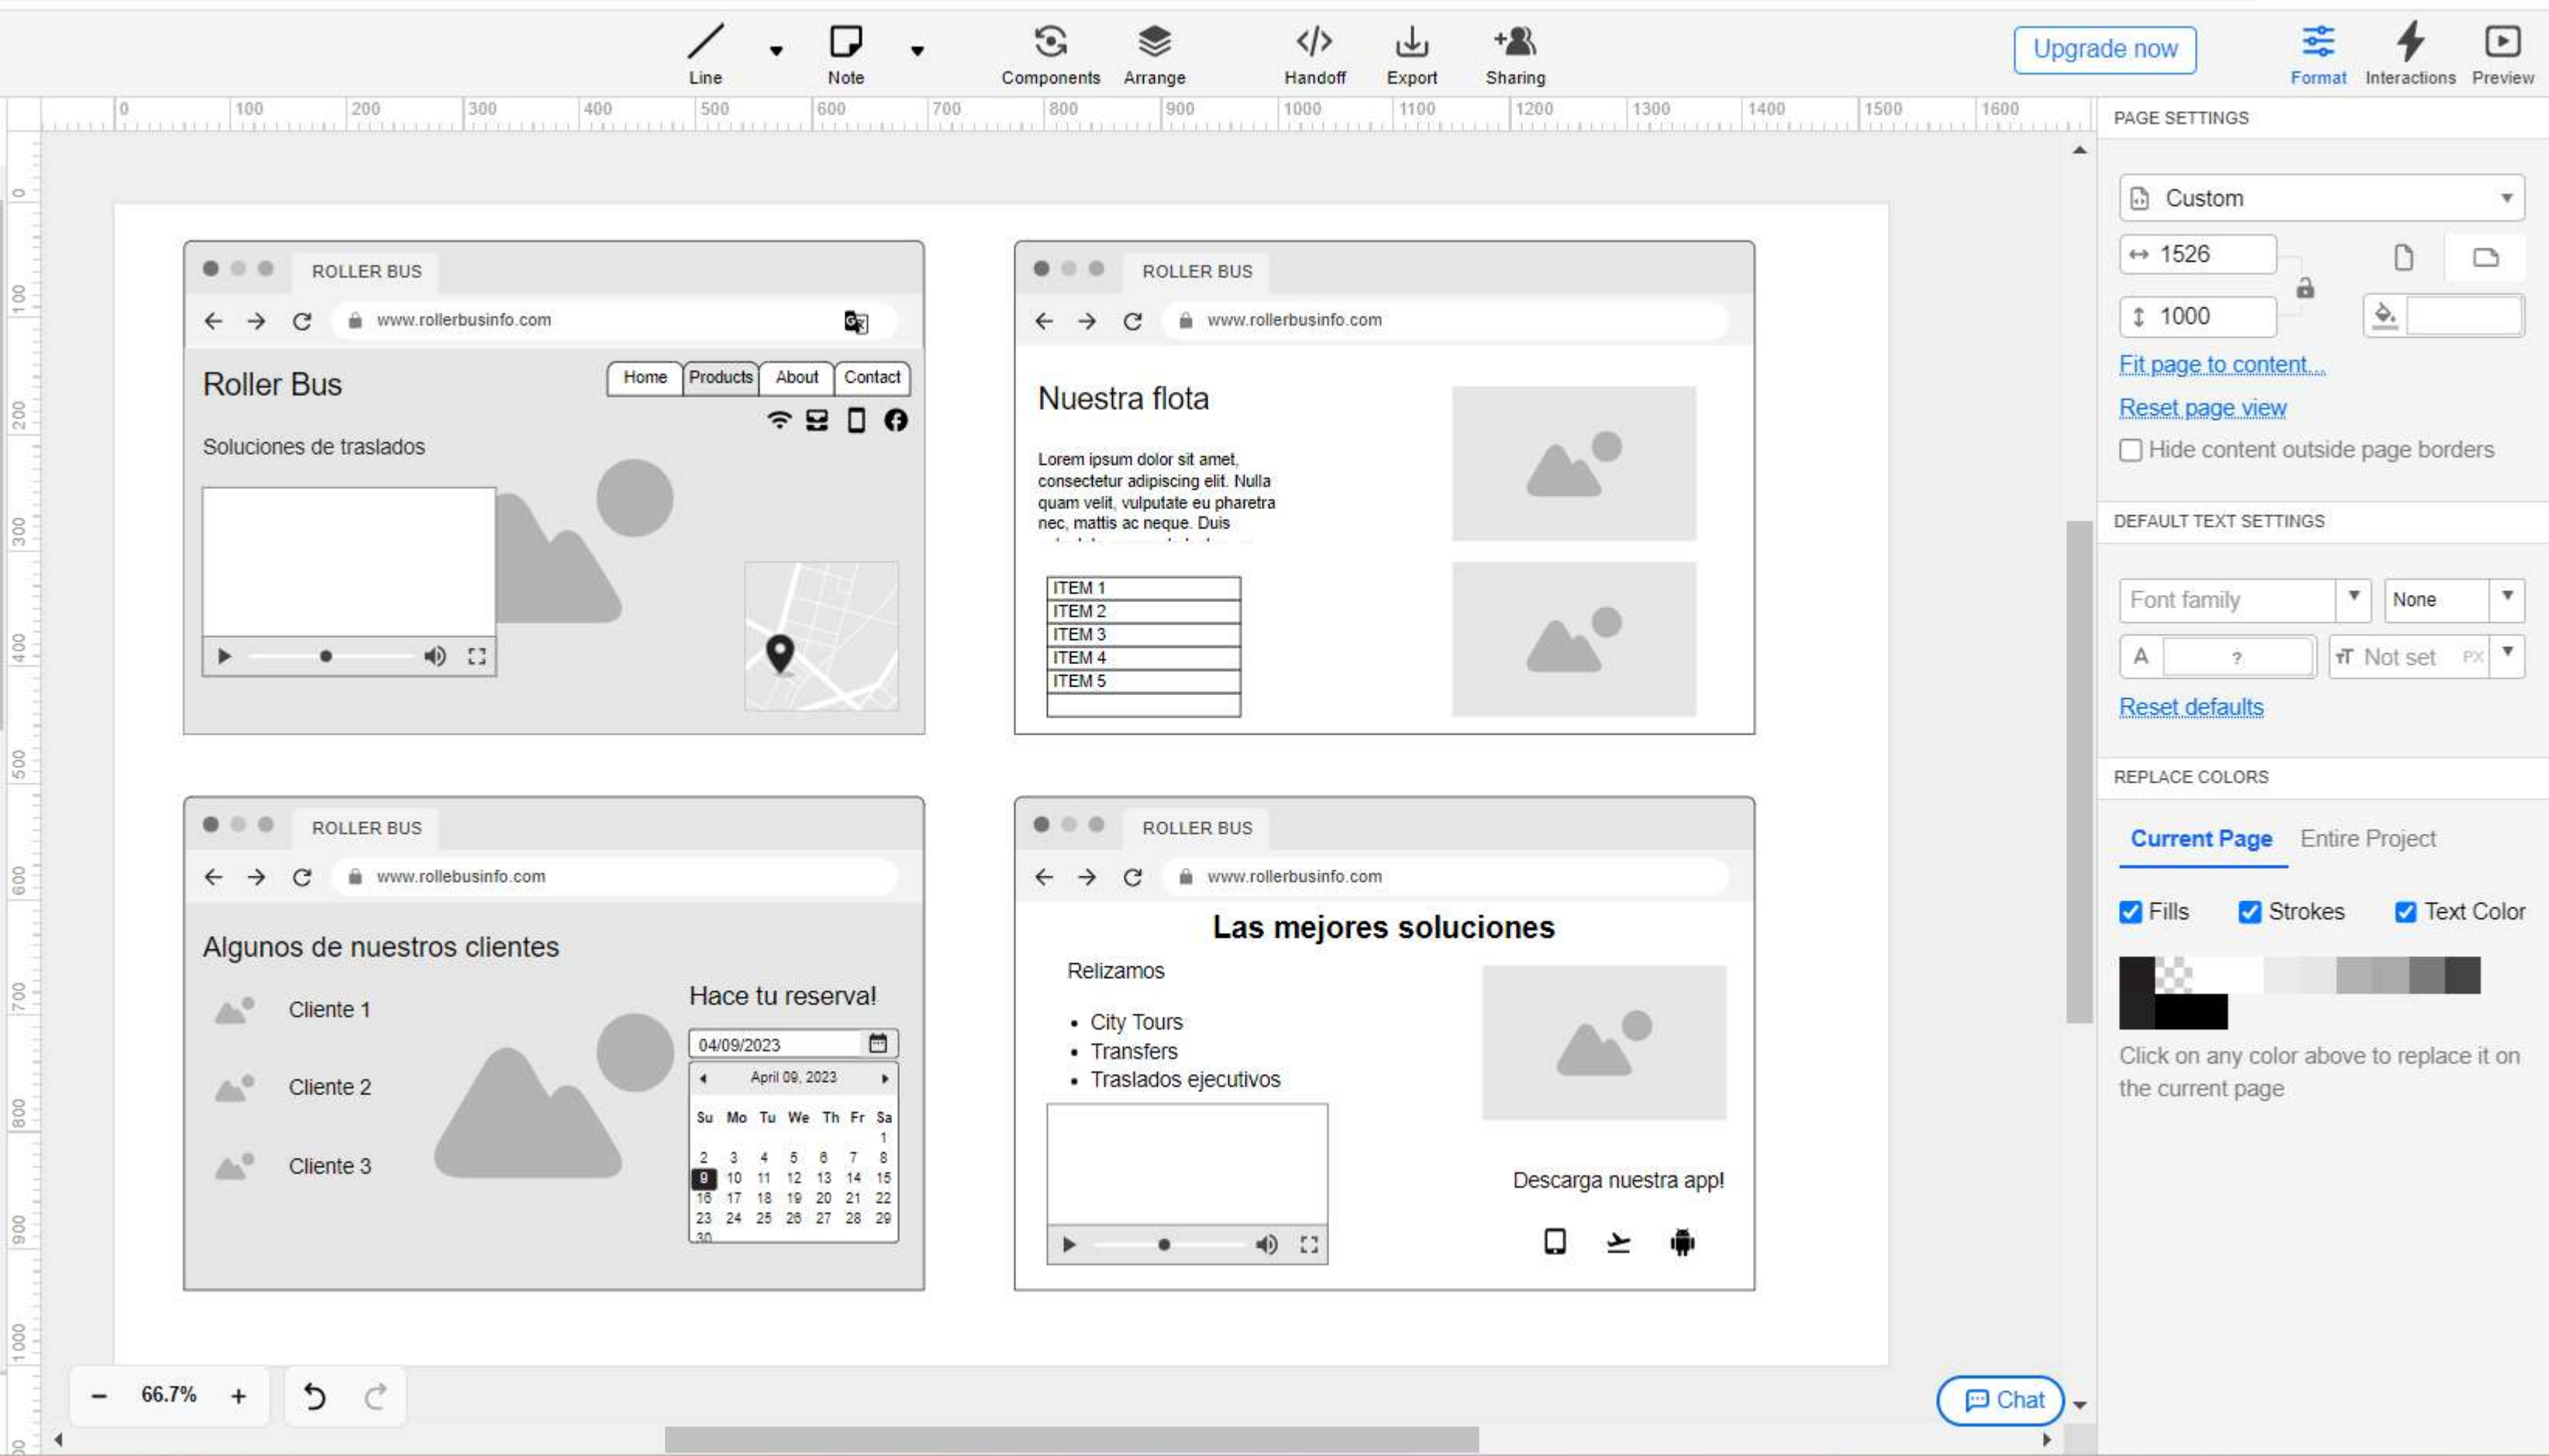 Line
Note
Components
Arrange
Handoff
Export
Sharing
Upgrade now
Format
Interactions
Preview
0 100 200 300 400 500 600 700 800 900 1000 1100 1200 1300 1400 1500 1600
0
100
200
300
400
500
600
700
800
900
1000
ROLLER BUS
www.rollerbusinfo.com
Roller Bus
Home
Products
About
Contact
Soluciones de traslados
ROLLER BUS
www.rollerbusinfo.com
Nuestra flota
Lorem ipsum dolor sit amet,
consectetur adipiscing elit. Nulla
quam velit, vulputate eu pharetra
nec, mattis ac neque. Duis
ITEM 1
ITEM 2
ITEM 3
ITEM 4
ITEM 5
ROLLER BUS
www.rollebusinfo.com
Algunos de nuestros clientes
Cliente 1
Cliente 2
Cliente 3
Hace tu reserva!
04/09/2023
April 09, 2023
Su Mo Tu We Th Fr Sa
1
2 3 4 5 6 7 8
9 10 11 12 13 14 15
16 17 18 19 20 21 22
23 24 25 26 27 28 29
30
ROLLER BUS
www.rollerbusinfo.com
Las mejores soluciones
Relizamos
• City Tours
• Transfers
• Traslados ejecutivos
Descarga nuestra app!
66.7%
Chat
PAGE SETTINGS
Custom
1526
1000
Fit page to content...
Reset page view
Hide content outside page borders
DEFAULT TEXT SETTINGS
Font family
None
A ?
Not set PX
Reset defaults
REPLACE COLORS
Current Page
Entire Project
Fills
Strokes
Text Color
Click on any color above to replace it on
the current page